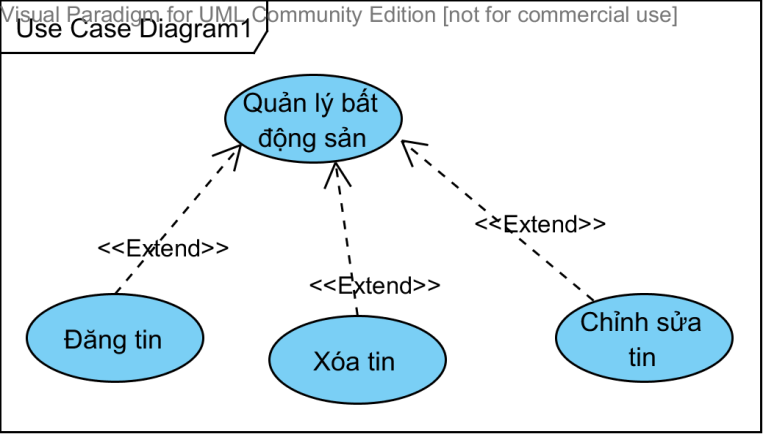 Visual Paradigm for UML Community Edition [not for commercial use]
Use Case Diagram1
Quản lý bất
động sản
<<Extend>>
<<Extend>>
<<Extend>>
Đăng tin
Xóa tin
Chỉnh sửa
tin